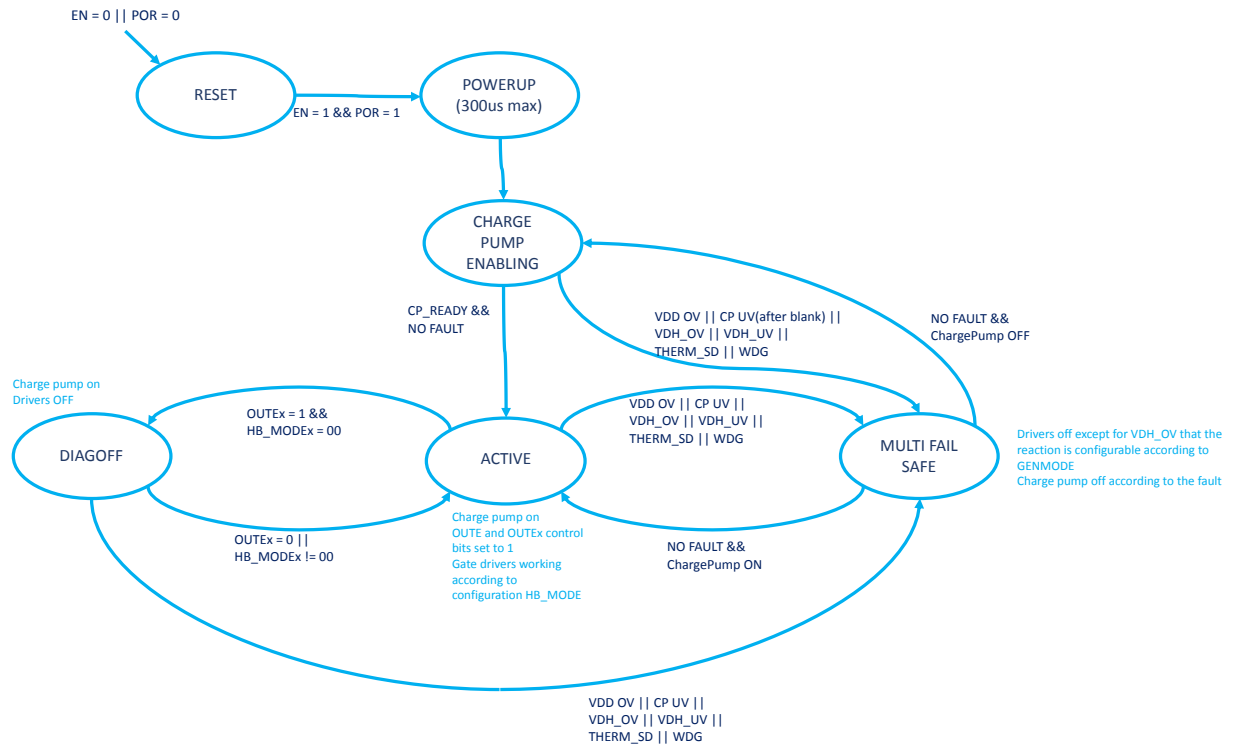 EN = 0 || POR = 0
RESET
POWERUP
(300us max)
EN = 1 && POR = 1
CHARGE
PUMP
ENABLING
CP_READY &&
NO FAULT
VDD OV || CP UV(after blank) ||
VDH_OV || VDH_UV ||
THERM_SD || WDG
NO FAULT &&
ChargePump OFF
Charge pump on
Drivers OFF
OUTEx = 1 &&
HB_MODEx = 00
VDD OV || CP UV ||
VDH_OV || VDH_UV ||
THERM_SD || WDG
DIAGOFF
ACTIVE
MULTI FAIL
SAFE
Drivers off except for VDH_OV that the
reaction is configurable according to
GENMODE
Charge pump off according to the fault
OUTEx = 0 ||
HB_MODEx != 00
Charge pump on
OUTE and OUTEx control
bits set to 1
Gate drivers working
according to
configuration HB_MODE
NO FAULT &&
ChargePump ON
VDD OV || CP UV ||
VDH_OV || VDH_UV ||
THERM_SD || WDG